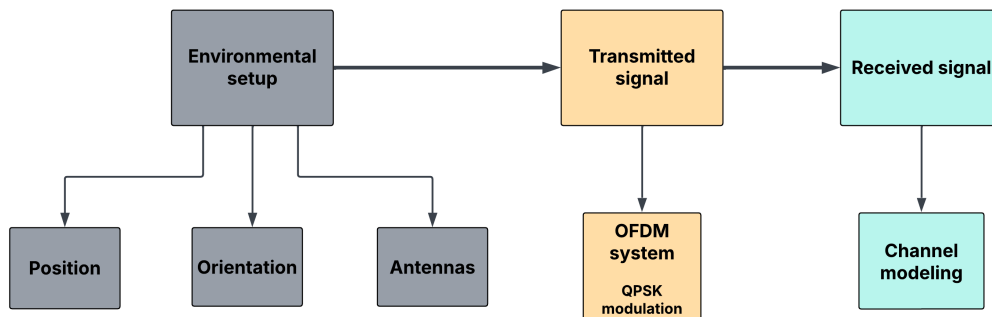 Environmental
setup
Transmitted
signal
Received signal
Position
Orientation
Antennas
OFDM
system
QPSK
modulation
Channel
modeling